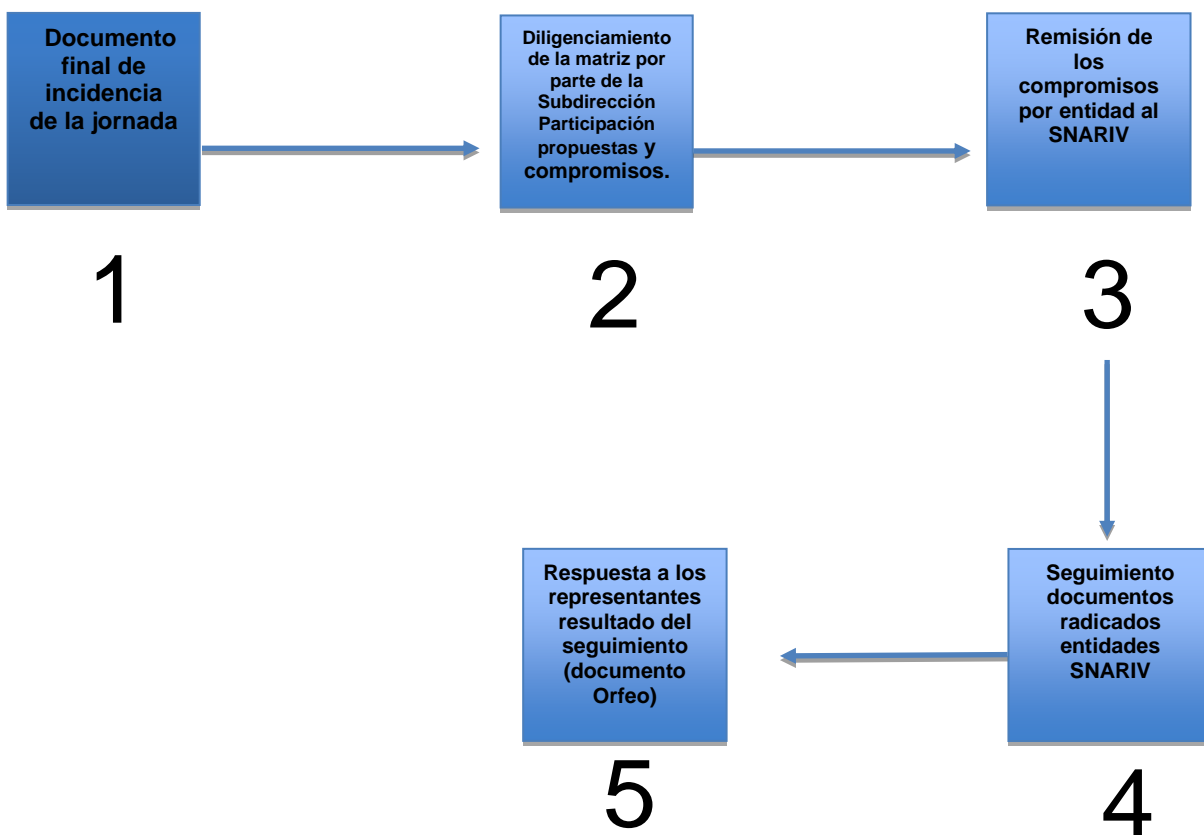 Documento
final de
incidencia
de la jornada
1
Diligenciamiento
de la matriz por
parte de la
Subdirección
Participación
propuestas y
compromisos.
2
Remisión de
los
compromisos
por entidad al
SNARIV
3
Seguimiento
documentos
radicados
entidades
SNARIV
4
Respuesta a los
representantes
resultado del
seguimiento
(documento
Orfeo)
5